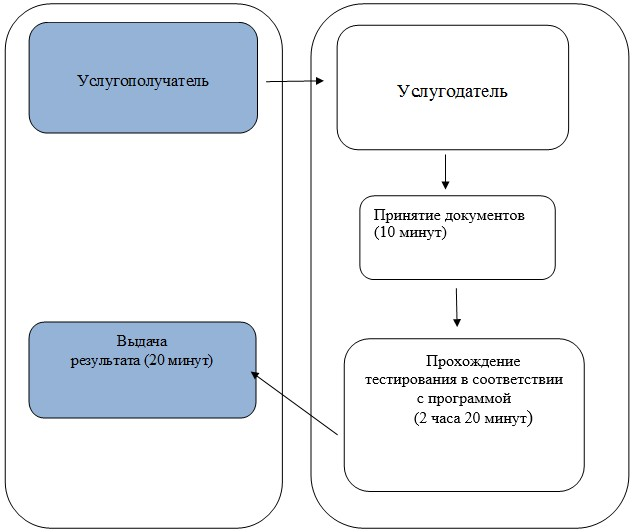 Услугополучатель
Услугодатель
Принятие документов
(10 минут)
Прохождение
тестирования в соответствии
с программой
(2 часа 20 минут)
Выдача
результата (20 минут)